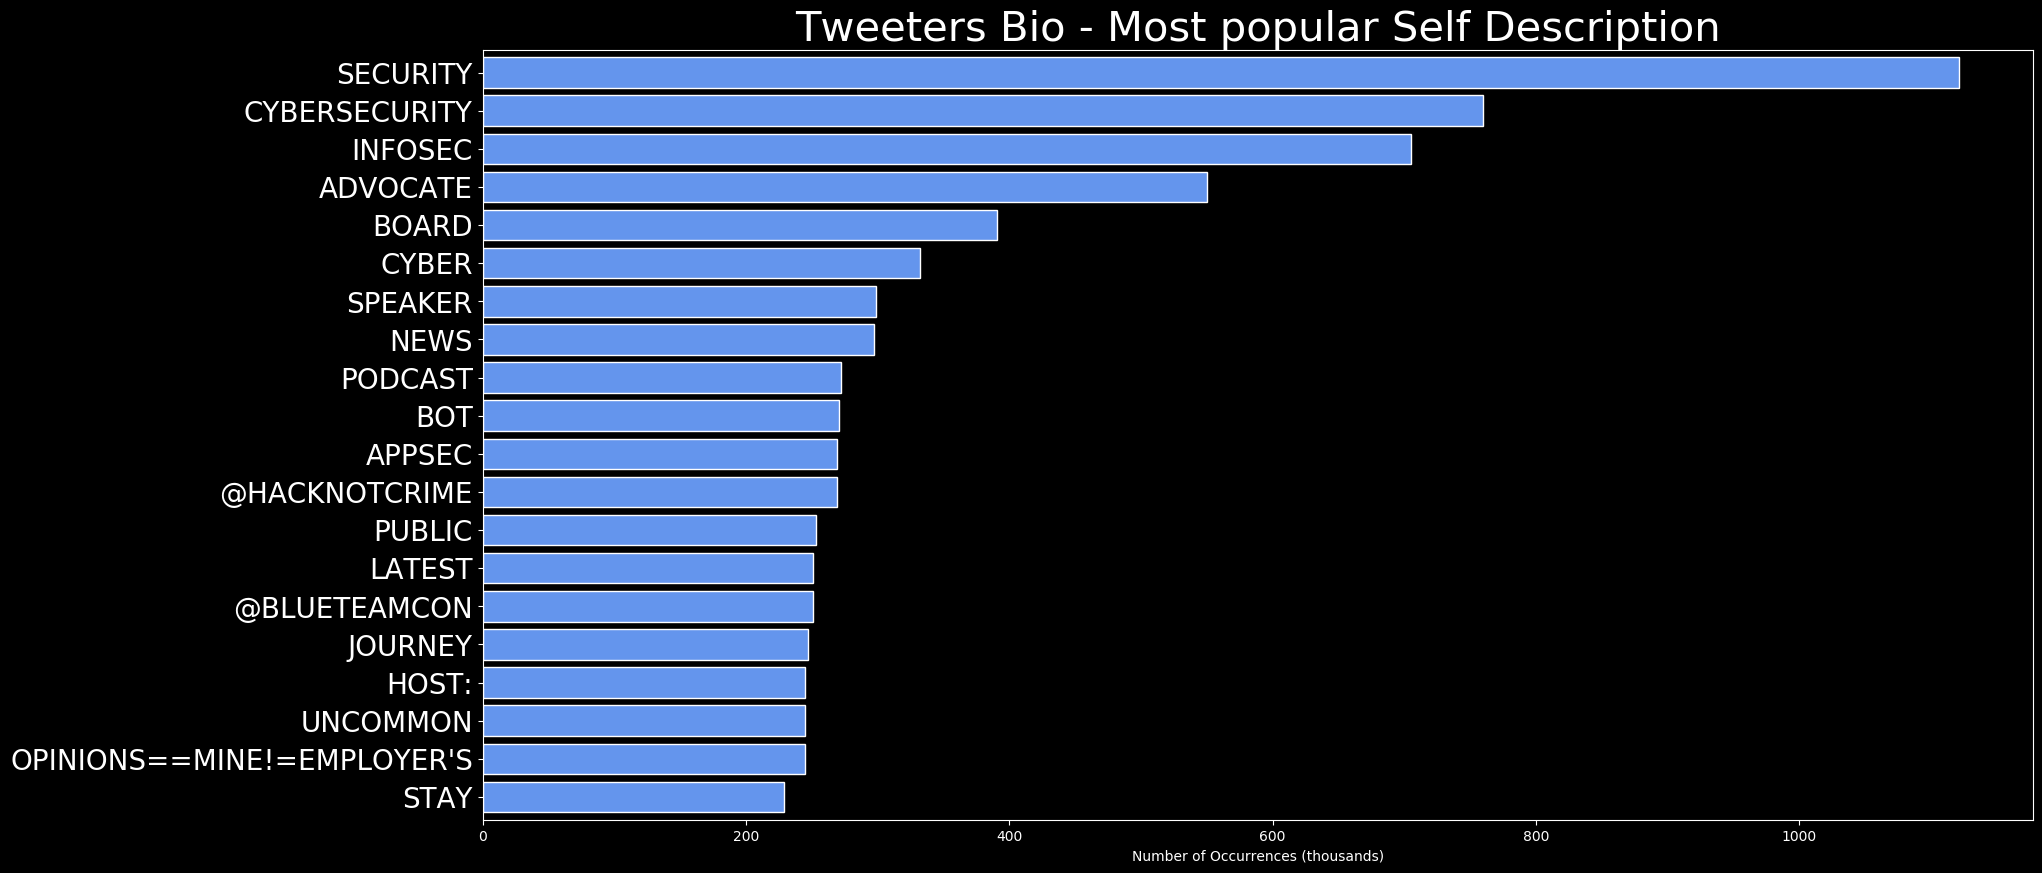 Tweeters Bio - Most popular Self Description
SECURITY
CYBERSECURITY
INFOSEC
ADVOCATE
BOARD
CYBER
SPEAKER
NEWS
PODCAST
BOT
APPSEC
@HACKNOTCRIME
PUBLIC
LATEST
@BLUETEAMCON
JOURNEY
HOST:
UNCOMMON
OPINIONS==MINE!=EMPLOYER'S
STAY
0 200 400 600 800 1000
Number of Occurrences (thousands)